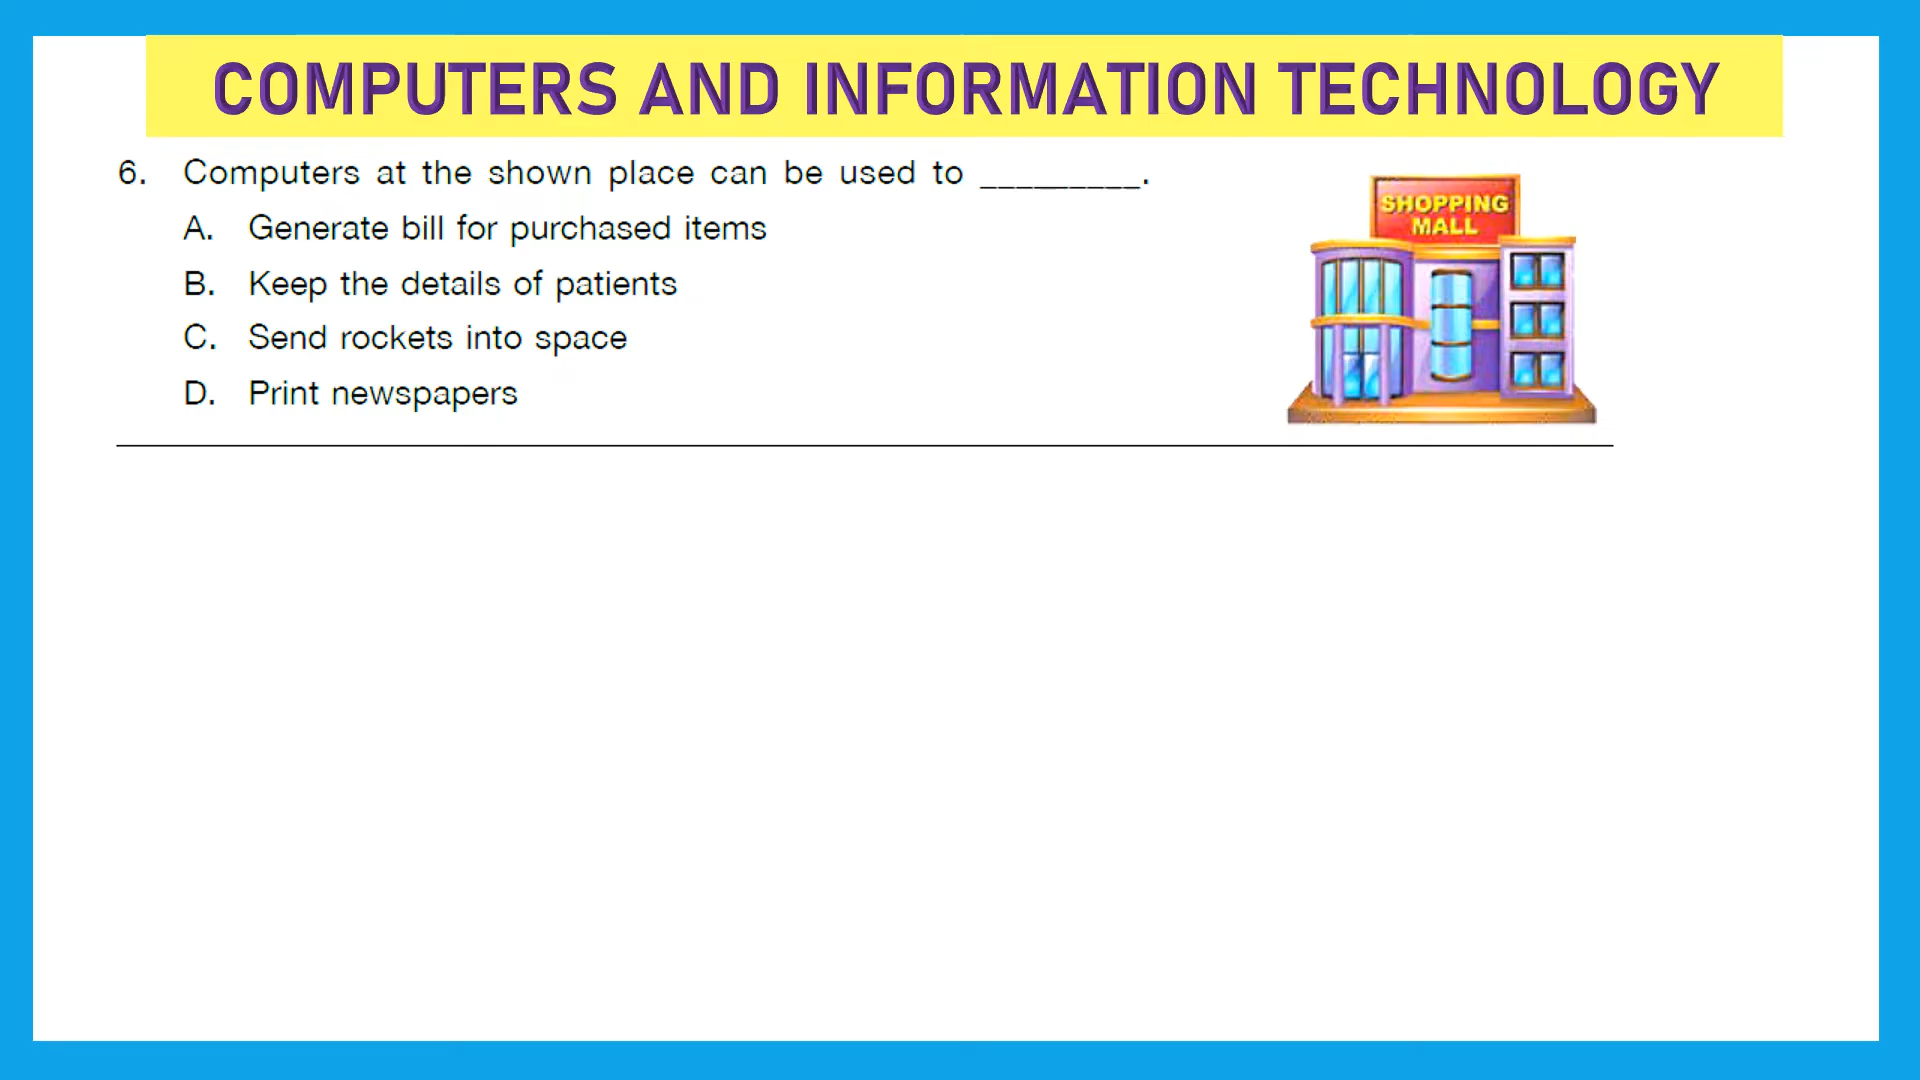 COMPUTERS AND INFORMATION TECHNOLOGY
6. Computers at the shown place can be used to _________.
A. Generate bill for purchased items
B. Keep the details of patients
C. Send rockets into space
D. Print newspapers
SHOPPING
MALL